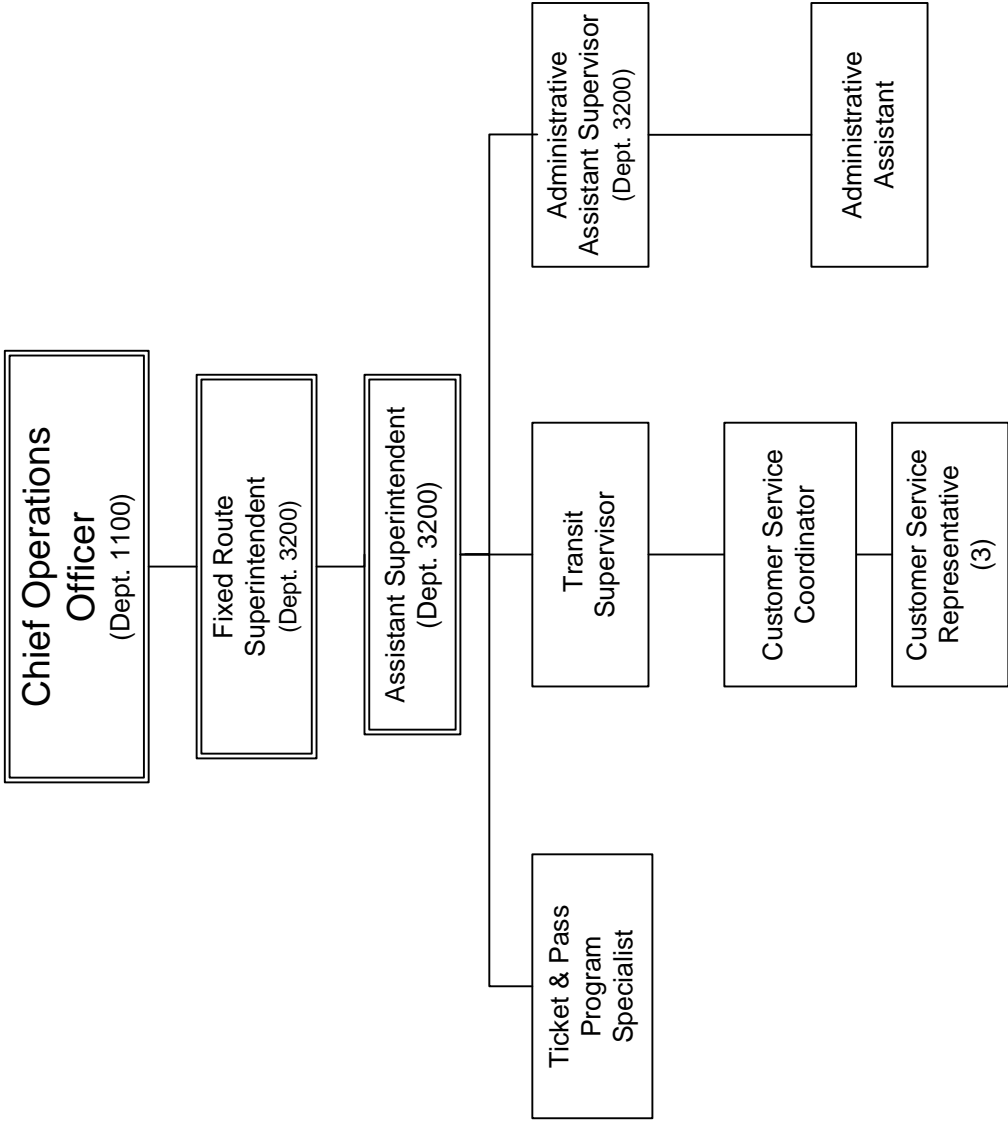 Chief Operations
Officer
(Dept. 1100)
Fixed Route
Superintendent
(Dept. 3200)
Assistant Superintendent
(Dept. 3200)
Ticket & Pass
Program
Specialist
Transit
Supervisor
Administrative
Assistant Supervisor
(Dept. 3200)
Customer Service
Coordinator
Administrative
Assistant
Customer Service
Representative
(3)